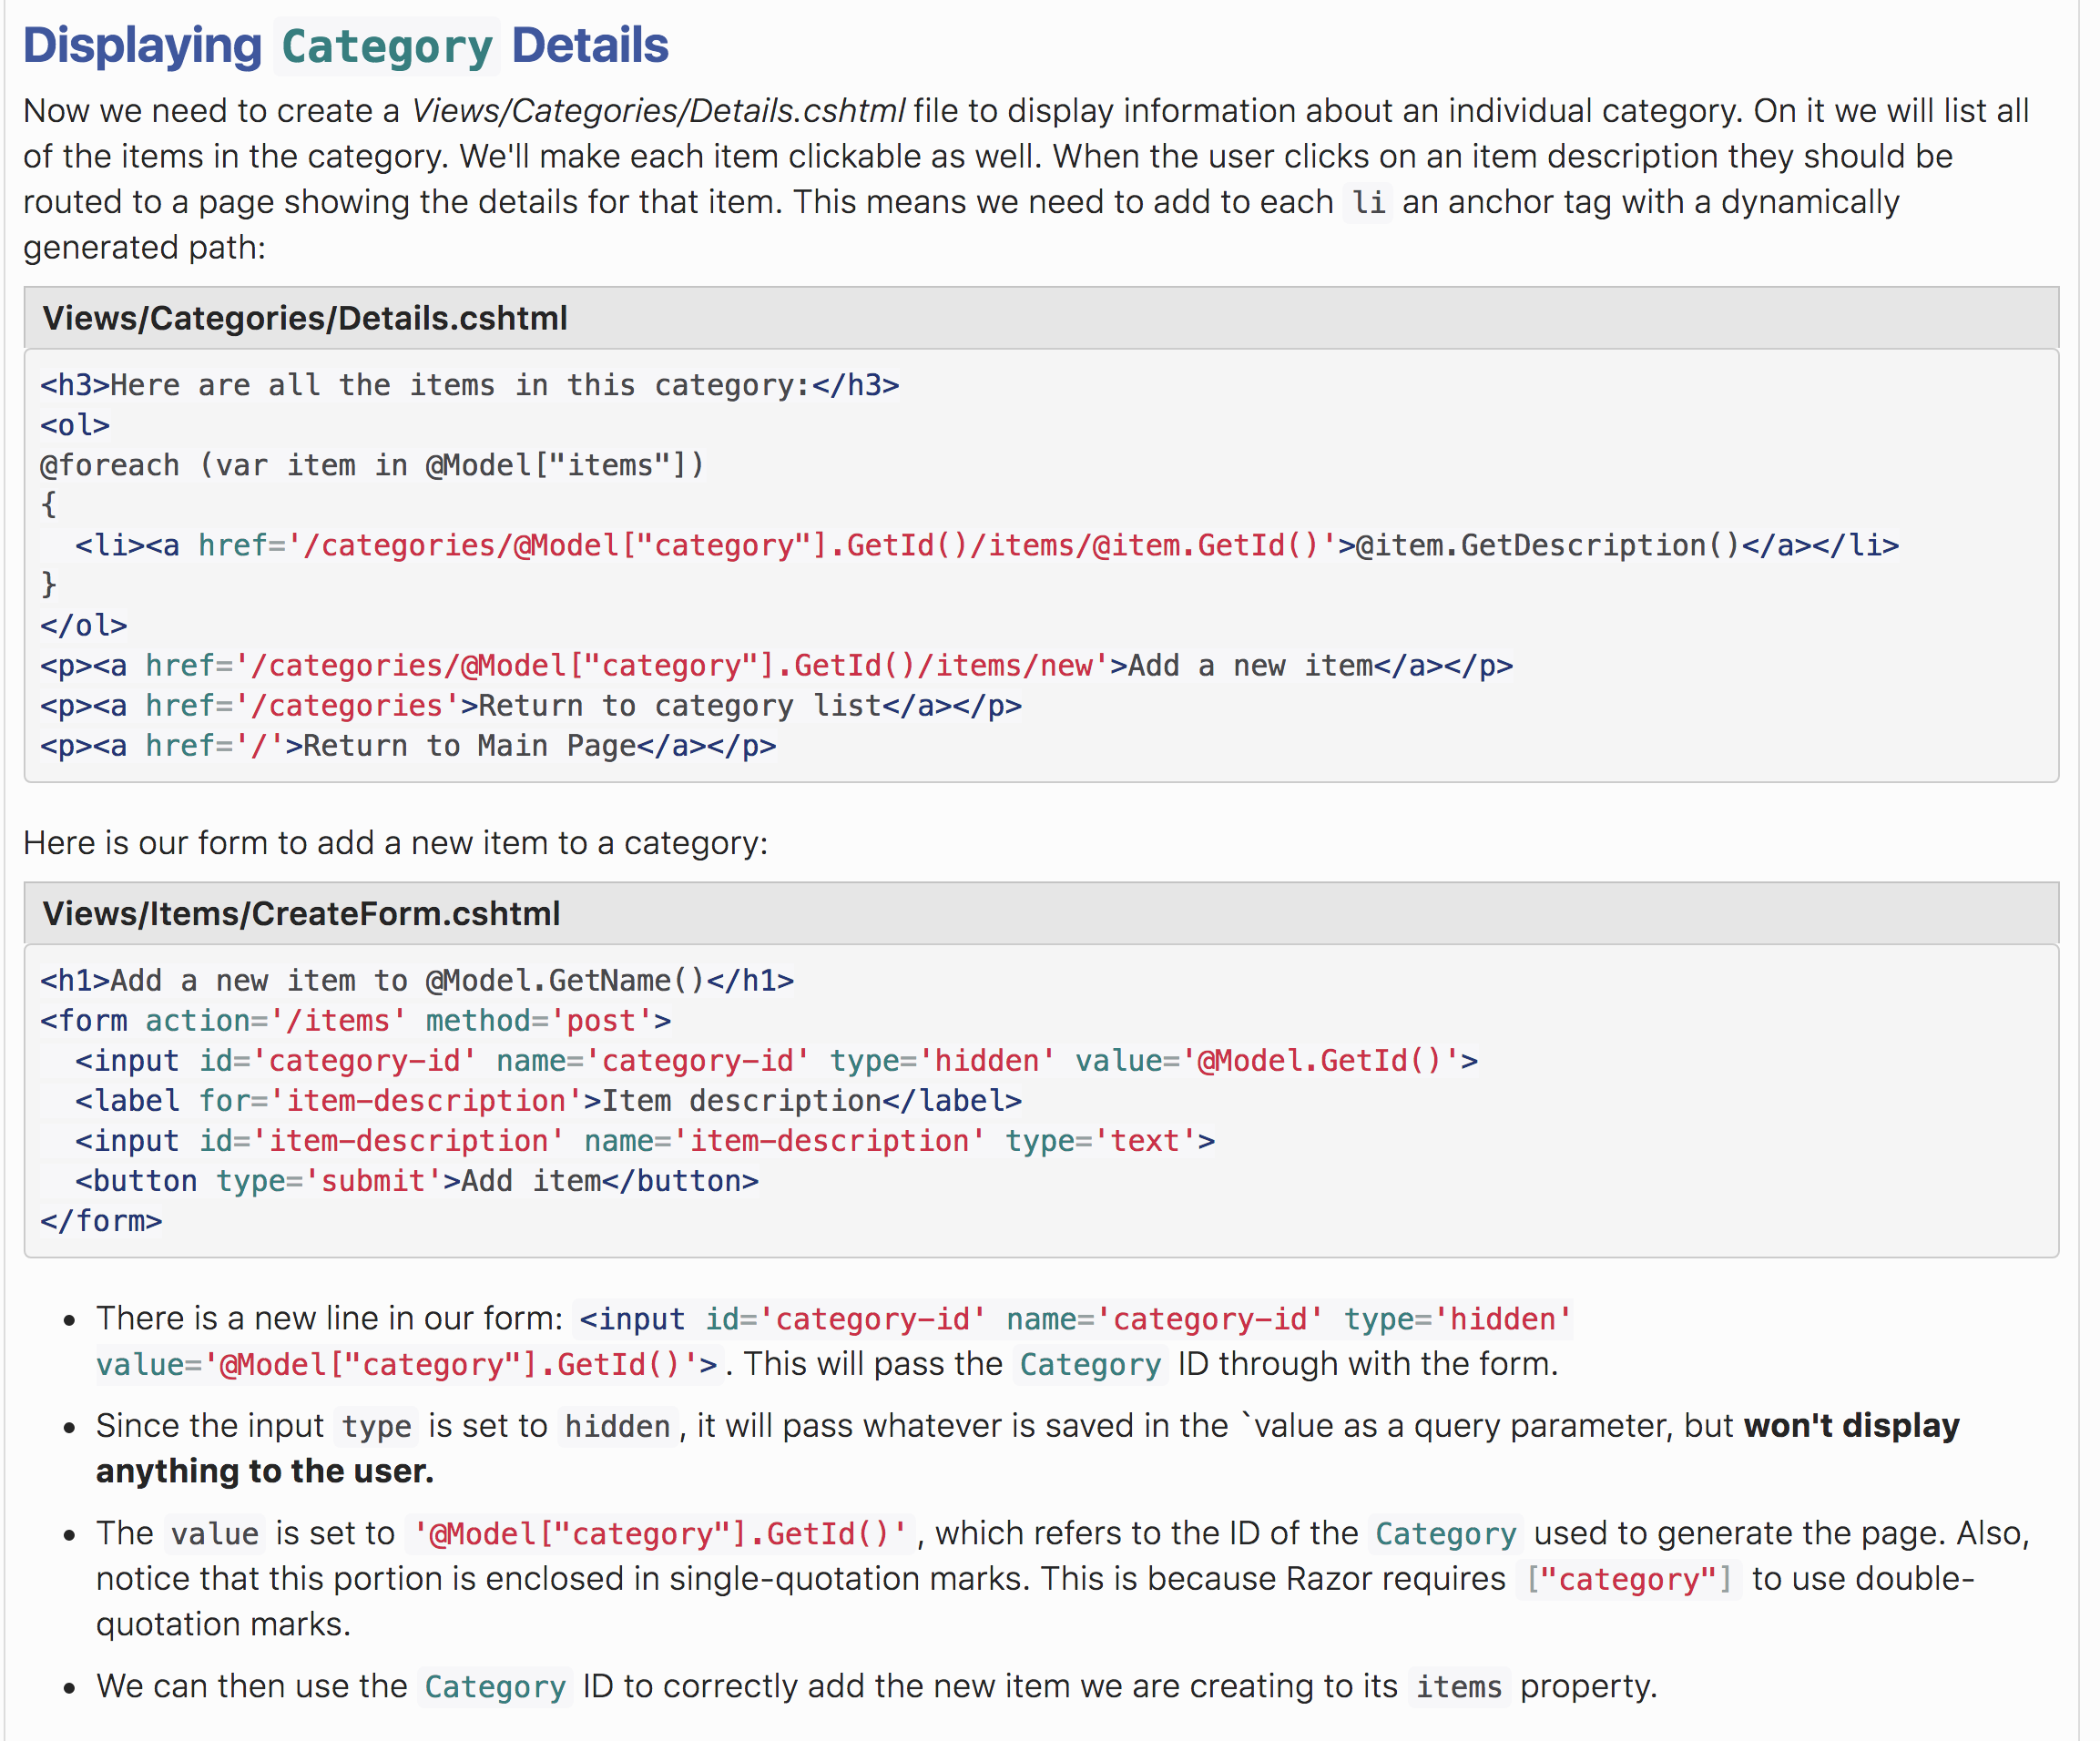 Displaying Category Details
Now we need to create a Views/Categories/Details.cshtml file to display information about an individual category. On it we will list all
of the items in the category. We'll make each item clickable as well. When the user clicks on an item description they should be
routed to a page showing the details for that item. This means we need to add to each li an anchor tag with a dynamically
generated path:
Views/Categories/Details.cshtml
<h3>Here are all the items in this category:</h3>
<ol>
@foreach (var item in @Model["items"])
{
  <li><a href='/categories/@Model["category"].GetId()/items/@item.GetId()'>@item.GetDescription()</a></li>
}
</ol>
<p><a href='/categories/@Model["category"].GetId()/items/new'>Add a new item</a></p>
<p><a href='/categories'>Return to category list</a></p>
<p><a href='/'>Return to Main Page</a></p>
Here is our form to add a new item to a category:
Views/Items/CreateForm.cshtml
<h1>Add a new item to @Model.GetName()</h1>
<form action='/items' method='post'>
  <input id='category-id' name='category-id' type='hidden' value='@Model.GetId()'>
  <label for='item-description'>Item description</label>
  <input id='item-description' name='item-description' type='text'>
  <button type='submit'>Add item</button>
</form>
• There is a new line in our form: <input id='category-id' name='category-id' type='hidden'
value='@Model["category"].GetId()'>. This will pass the Category ID through with the form.
• Since the input type is set to hidden, it will pass whatever is saved in the `value as a query parameter, but won't display
anything to the user.
• The value is set to '@Model["category"].GetId()', which refers to the ID of the Category used to generate the page. Also,
notice that this portion is enclosed in single-quotation marks. This is because Razor requires ["category"] to use double-
quotation marks.
• We can then use the Category ID to correctly add the new item we are creating to its items property.